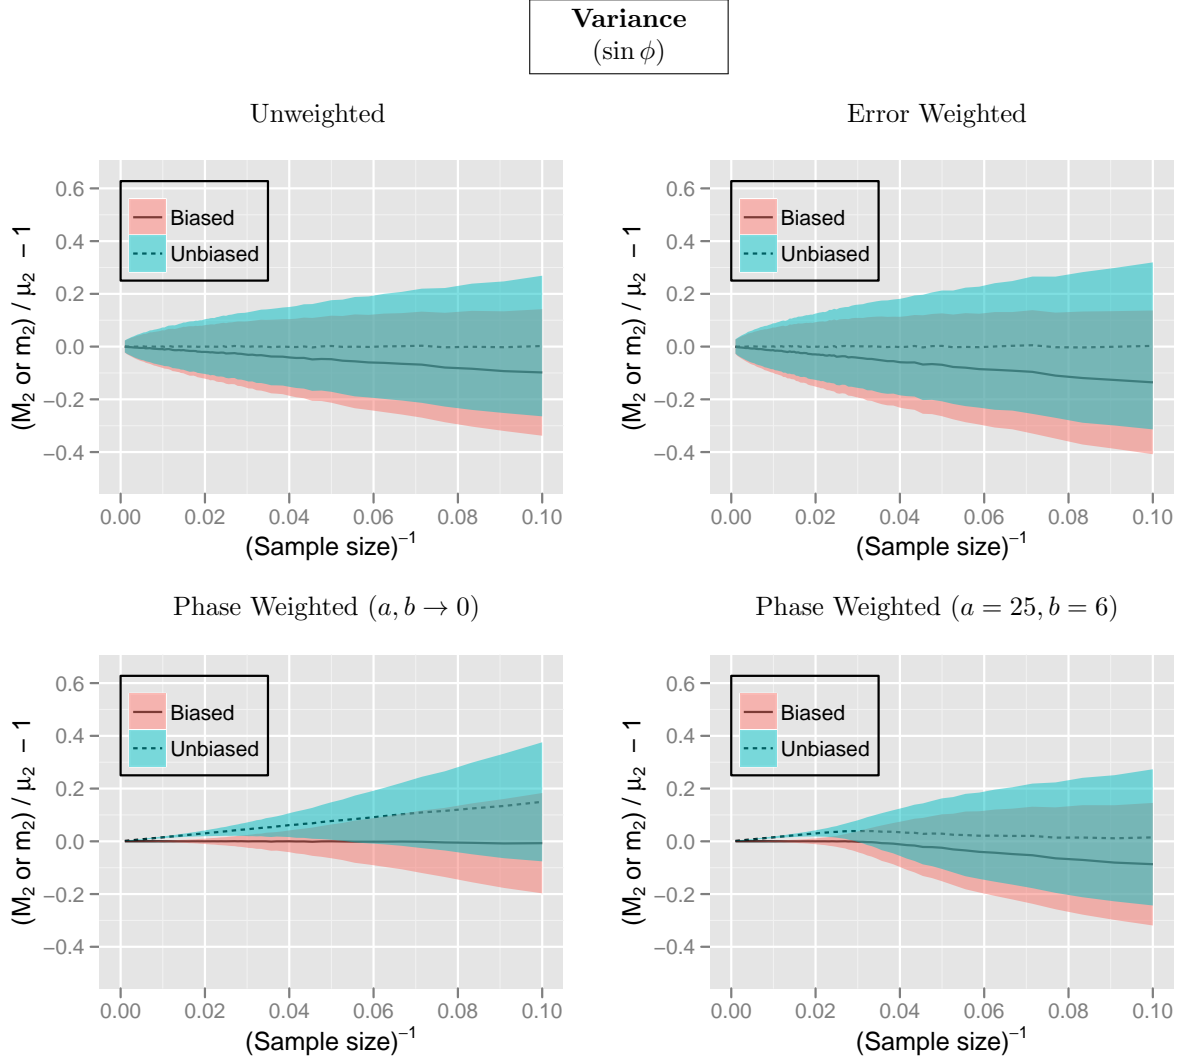 Variance
(sin ϕ)
Unweighted
Error Weighted
(M₂ or m₂) / μ₂ − 1
0.6
0.4
0.2
0.0
−0.2
−0.4
Biased
Unbiased
0.00 0.02 0.04 0.06 0.08 0.10
(Sample size)⁻¹
(M₂ or m₂) / μ₂ − 1
0.6
0.4
0.2
0.0
−0.2
−0.4
Biased
Unbiased
0.00 0.02 0.04 0.06 0.08 0.10
(Sample size)⁻¹
Phase Weighted (a, b → 0)
Phase Weighted (a = 25, b = 6)
(M₂ or m₂) / μ₂ − 1
0.6
0.4
0.2
0.0
−0.2
−0.4
Biased
Unbiased
0.00 0.02 0.04 0.06 0.08 0.10
(Sample size)⁻¹
(M₂ or m₂) / μ₂ − 1
0.6
0.4
0.2
0.0
−0.2
−0.4
Biased
Unbiased
0.00 0.02 0.04 0.06 0.08 0.10
(Sample size)⁻¹